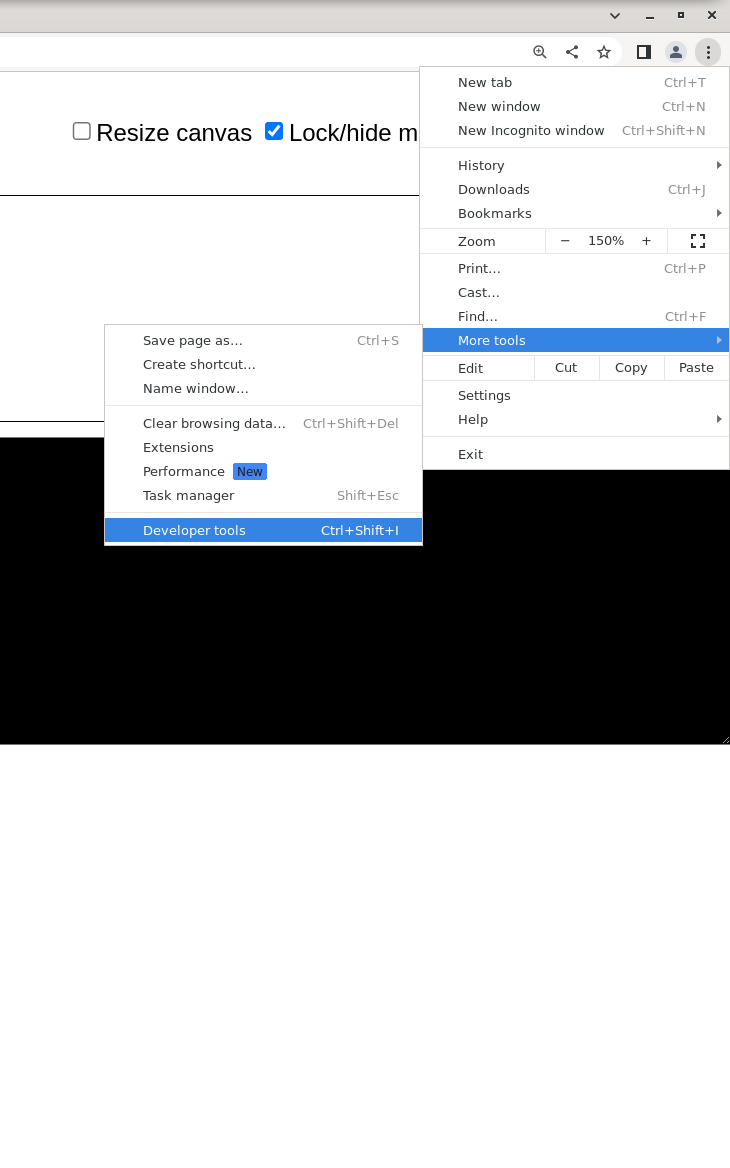 Resize canvas Lock/hide m
New tab Ctrl+T
New window Ctrl+N
New Incognito window Ctrl+Shift+N
History
Downloads Ctrl+J
Bookmarks
Zoom − 150% +
Print... Ctrl+P
Cast...
Find... Ctrl+F
More tools
Edit Cut Copy Paste
Settings
Help
Exit
Save page as... Ctrl+S
Create shortcut...
Name window...
Clear browsing data... Ctrl+Shift+Del
Extensions
Performance New
Task manager Shift+Esc
Developer tools Ctrl+Shift+I